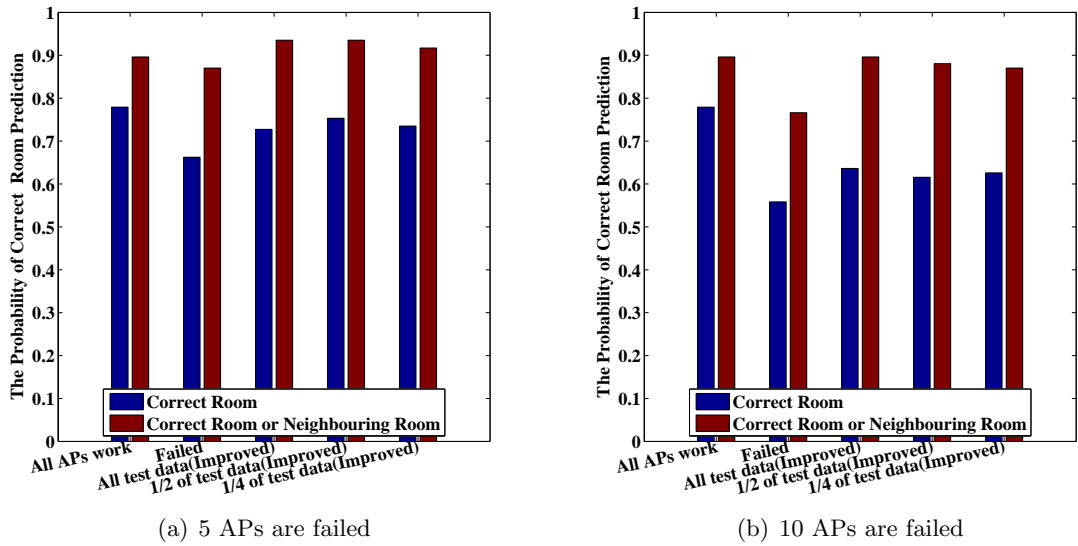 1
0.9
0.8
0.7
0.6
0.5
0.4
0.3
0.2
0.1
0
The Probability of Correct  Room Prediction
Correct Room
Correct Room or Neighbouring Room
All APs work
Failed
All test data(Improved)
1/2 of test data(Improved)
1/4 of test data(Improved)
(a) 5 APs are failed
1
0.9
0.8
0.7
0.6
0.5
0.4
0.3
0.2
0.1
0
The Probability of Correct Room Prediction
Correct Room
Correct Room or Neighbouring Room
All APs work
Failed
All test data(Improved)
1/2 of test data(Improved)
1/4 of test data(Improved)
(b) 10 APs are failed